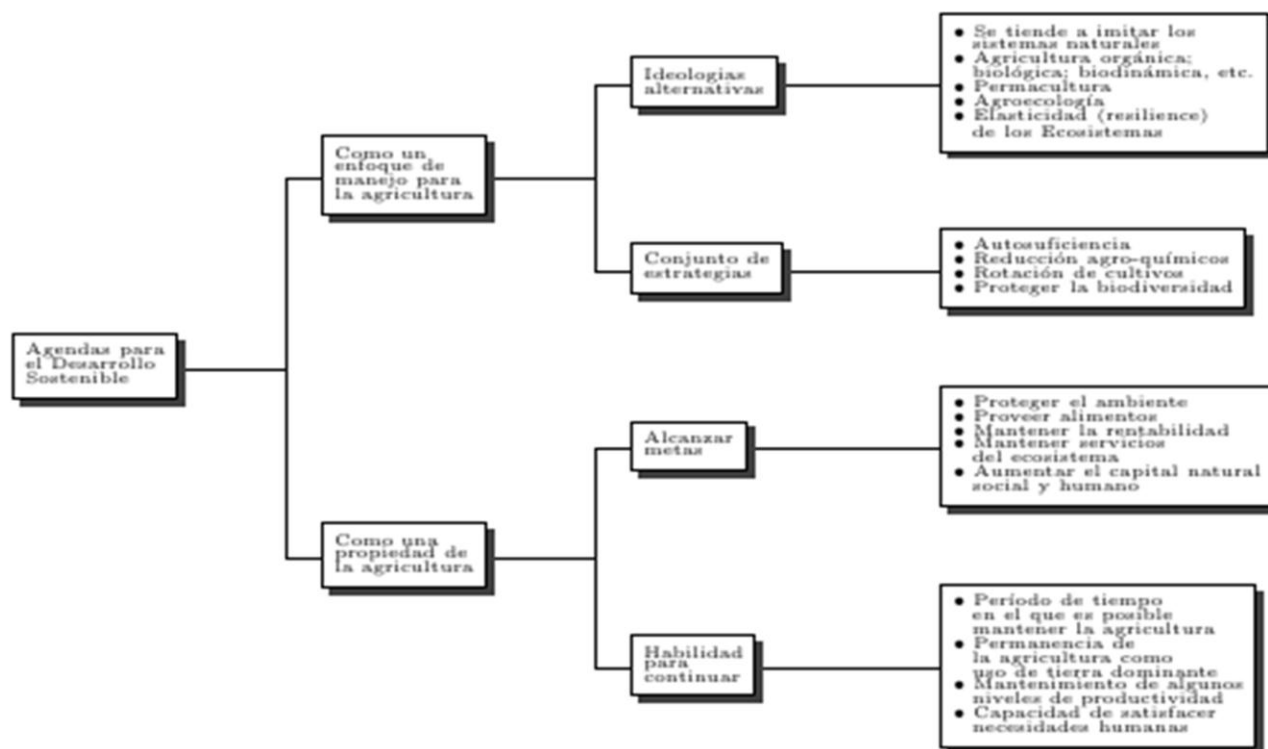 Agendas para
el Desarrollo
Sostenible
Como un
enfoque de
manejo para
la agricultura
Ideologias
alternativas
• Se tiende a imitar los
sistemas naturales
• Agricultura orgánica;
biológica; biodinámica, etc.
• Permacultura
• Agroecología
• Elasticidad (resilience)
de los Ecosistemas
Conjunto de
estrategias
• Autosuficiencia
• Reducción agro-químicos
• Rotación de cultivos
• Proteger la biodiversidad
Como una
propiedad de
la agricultura
Alcanzar
metas
• Proteger el ambiente
• Proveer alimentos
• Mantener la rentabilidad
• Mantener servicios
del ecosistema
• Aumentar el capital natural
social y humano
Habilidad
para
continuar
• Período de tiempo
en el que es posible
mantener la agricultura
• Permanencia de
la agricultura como
uso de tierra dominante
• Mantenimiento de algunos
niveles de productividad
• Capacidad de satisfacer
necesidades humanas